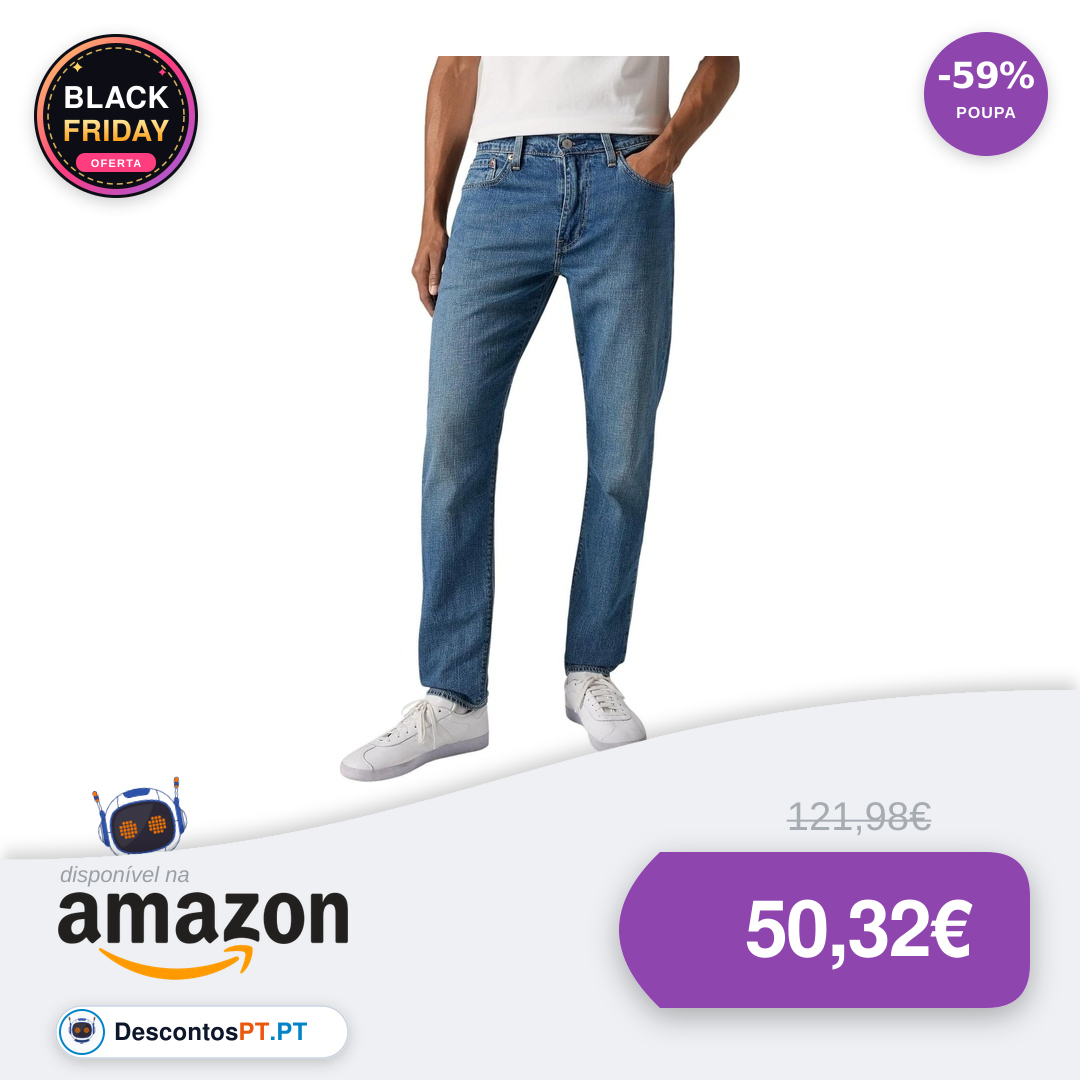 BLACK
FRIDAY
OFERTA
-59%
POUPA
121,98€
50,32€
disponível na
amazon
DescontosPT.PT